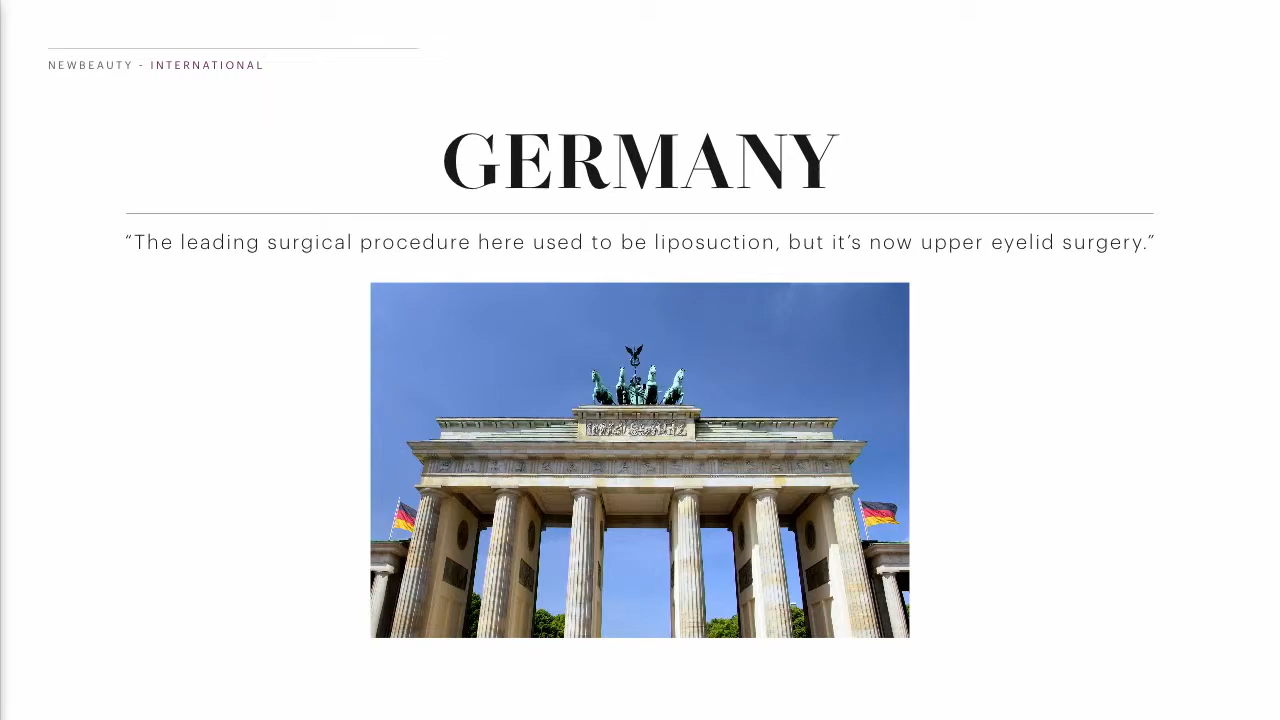 NEWBEAUTY - INTERNATIONAL
GERMANY
“The leading surgical procedure here used to be liposuction, but it’s now upper eyelid surgery.”